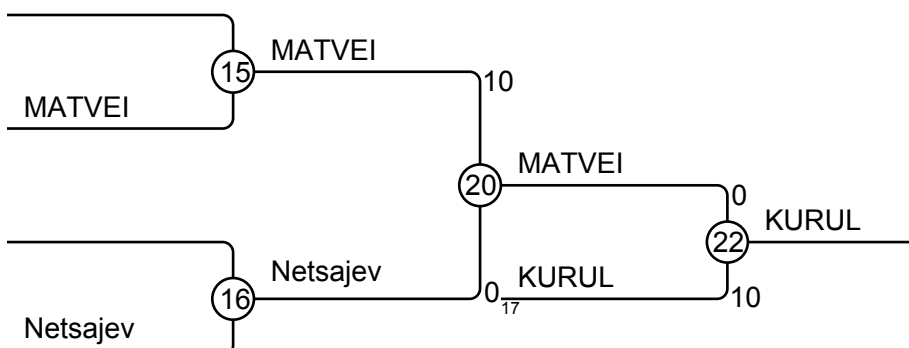 MATVEI
15
10
MATVEI
MATVEI
20
0
KURUL
22
Netsajev
KURUL
16
0
17
10
Netsajev